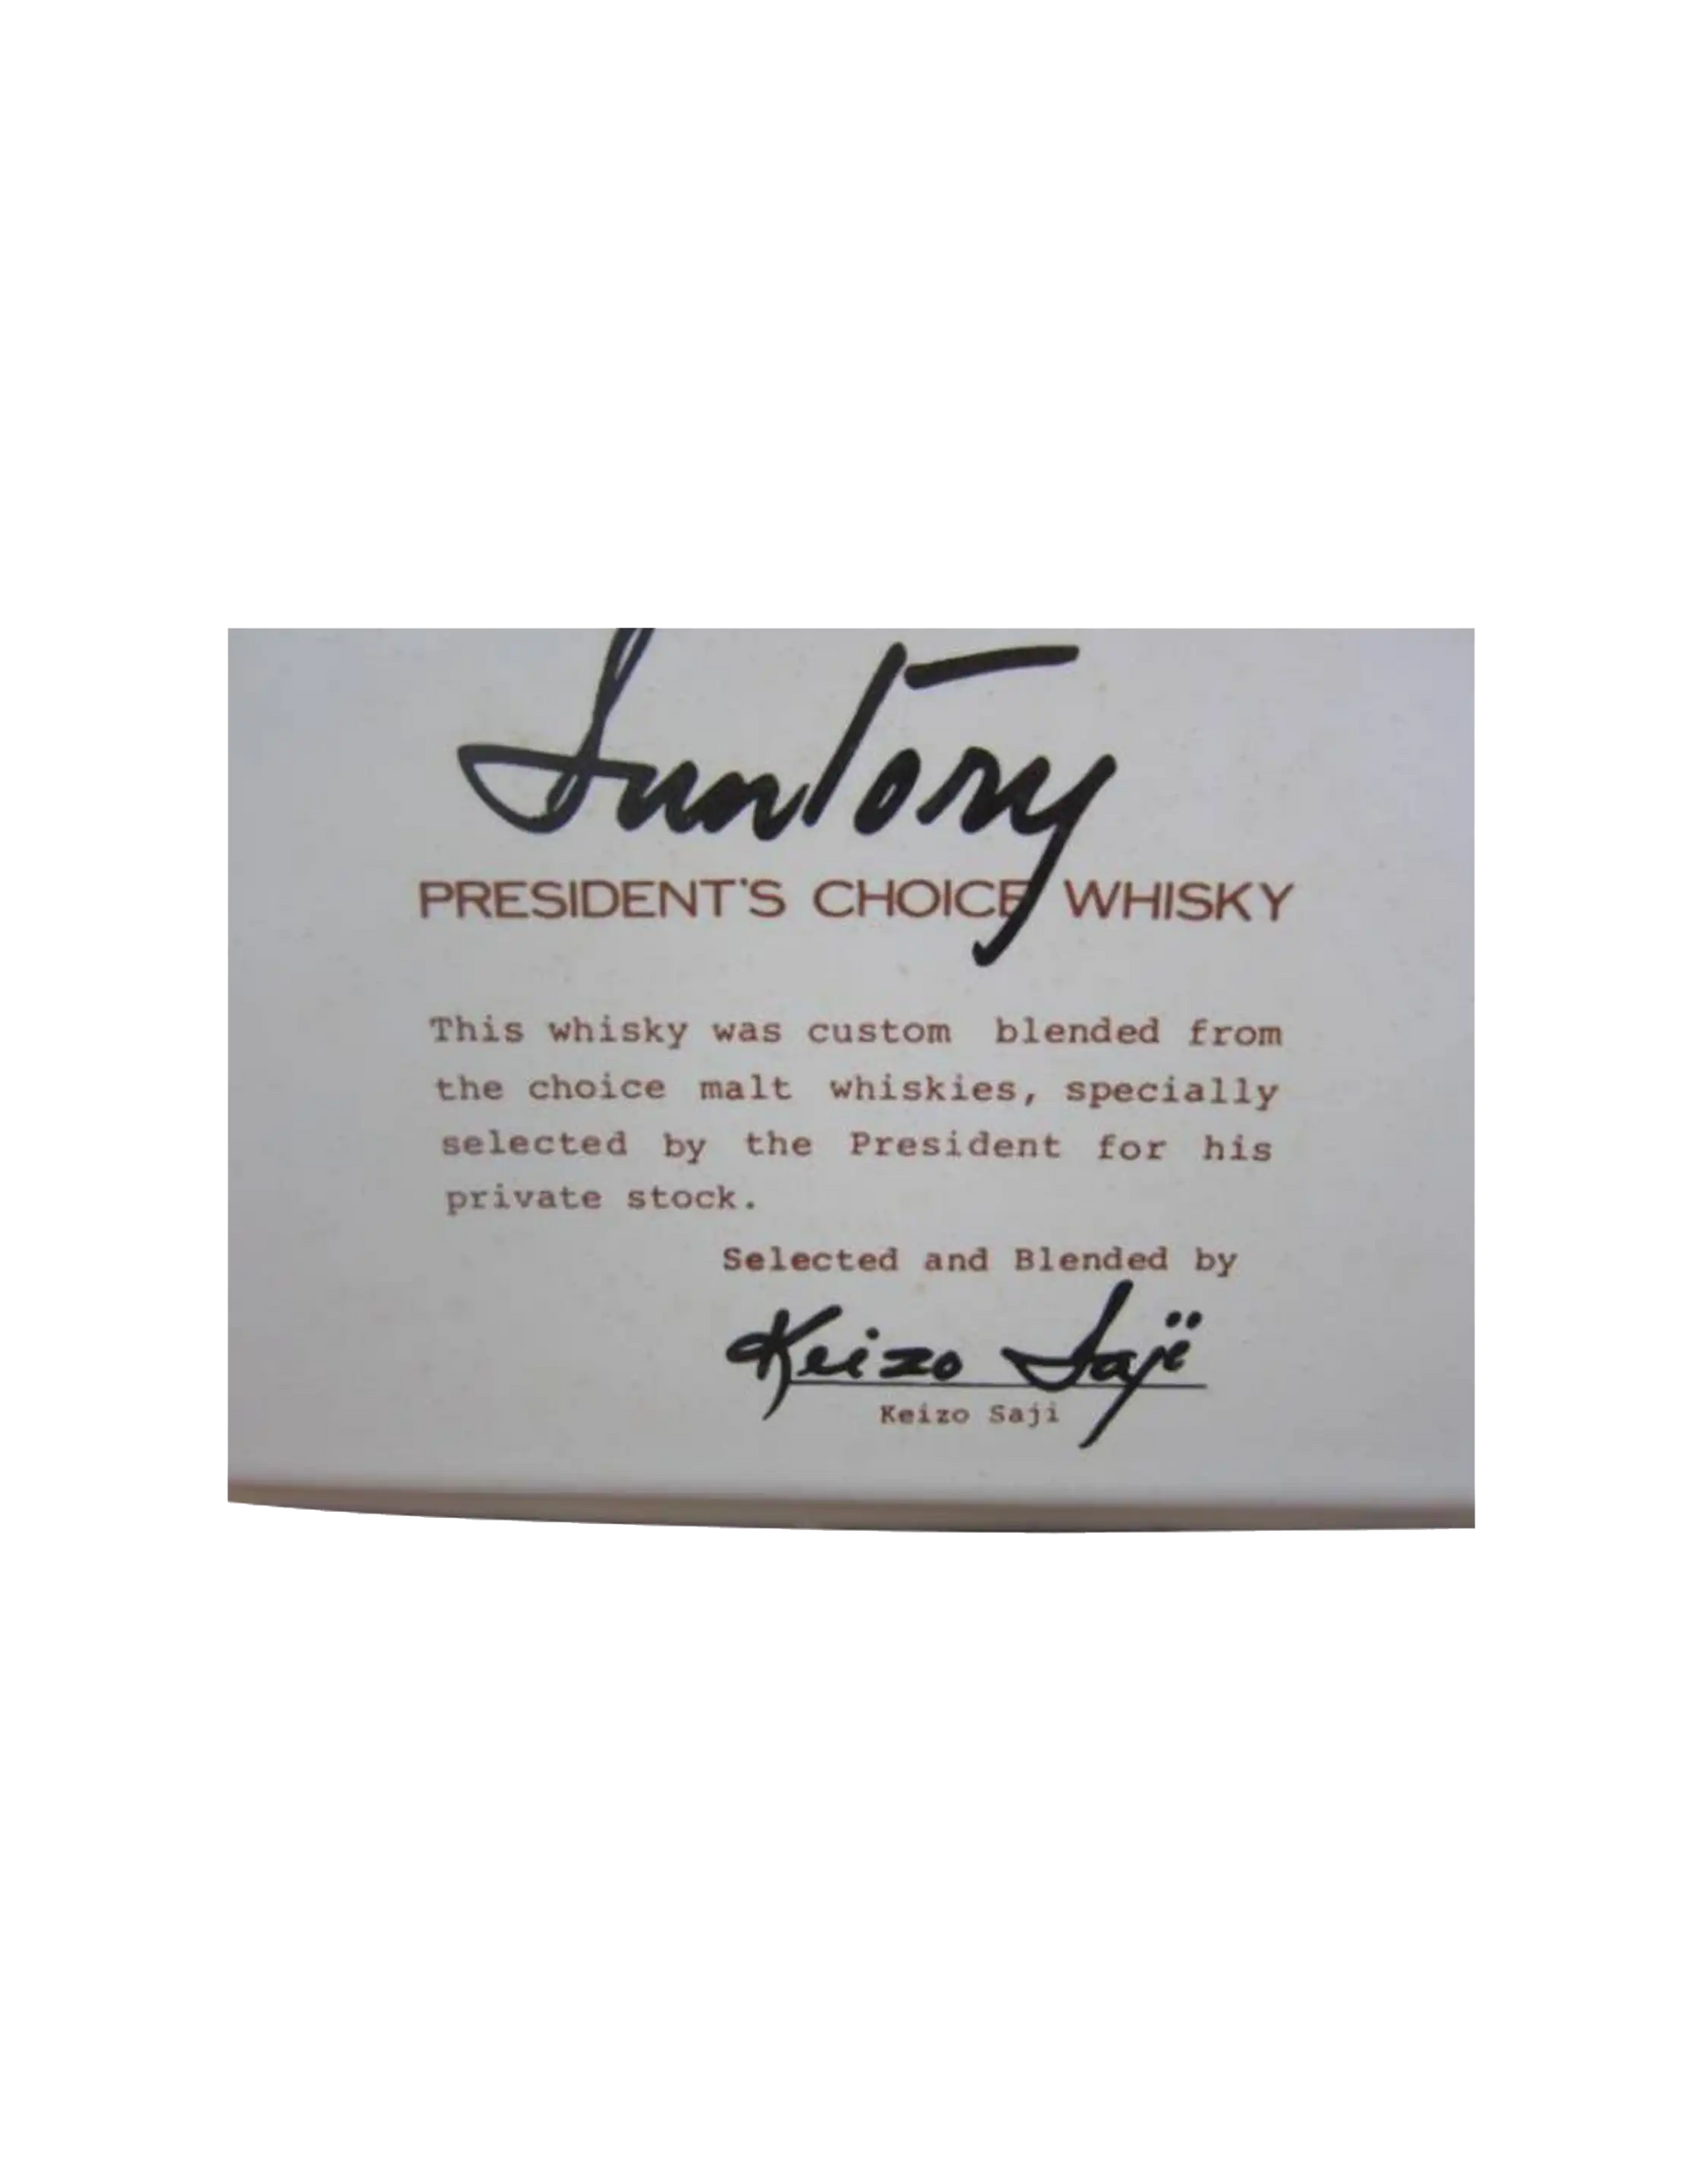 Suntory
PRESIDENT'S CHOICE WHISKY
This whisky was custom blended from
the choice malt whiskies, specially
selected by the President for his
private stock.
Selected and Blended by
Keizo Saji
Keizo Saji